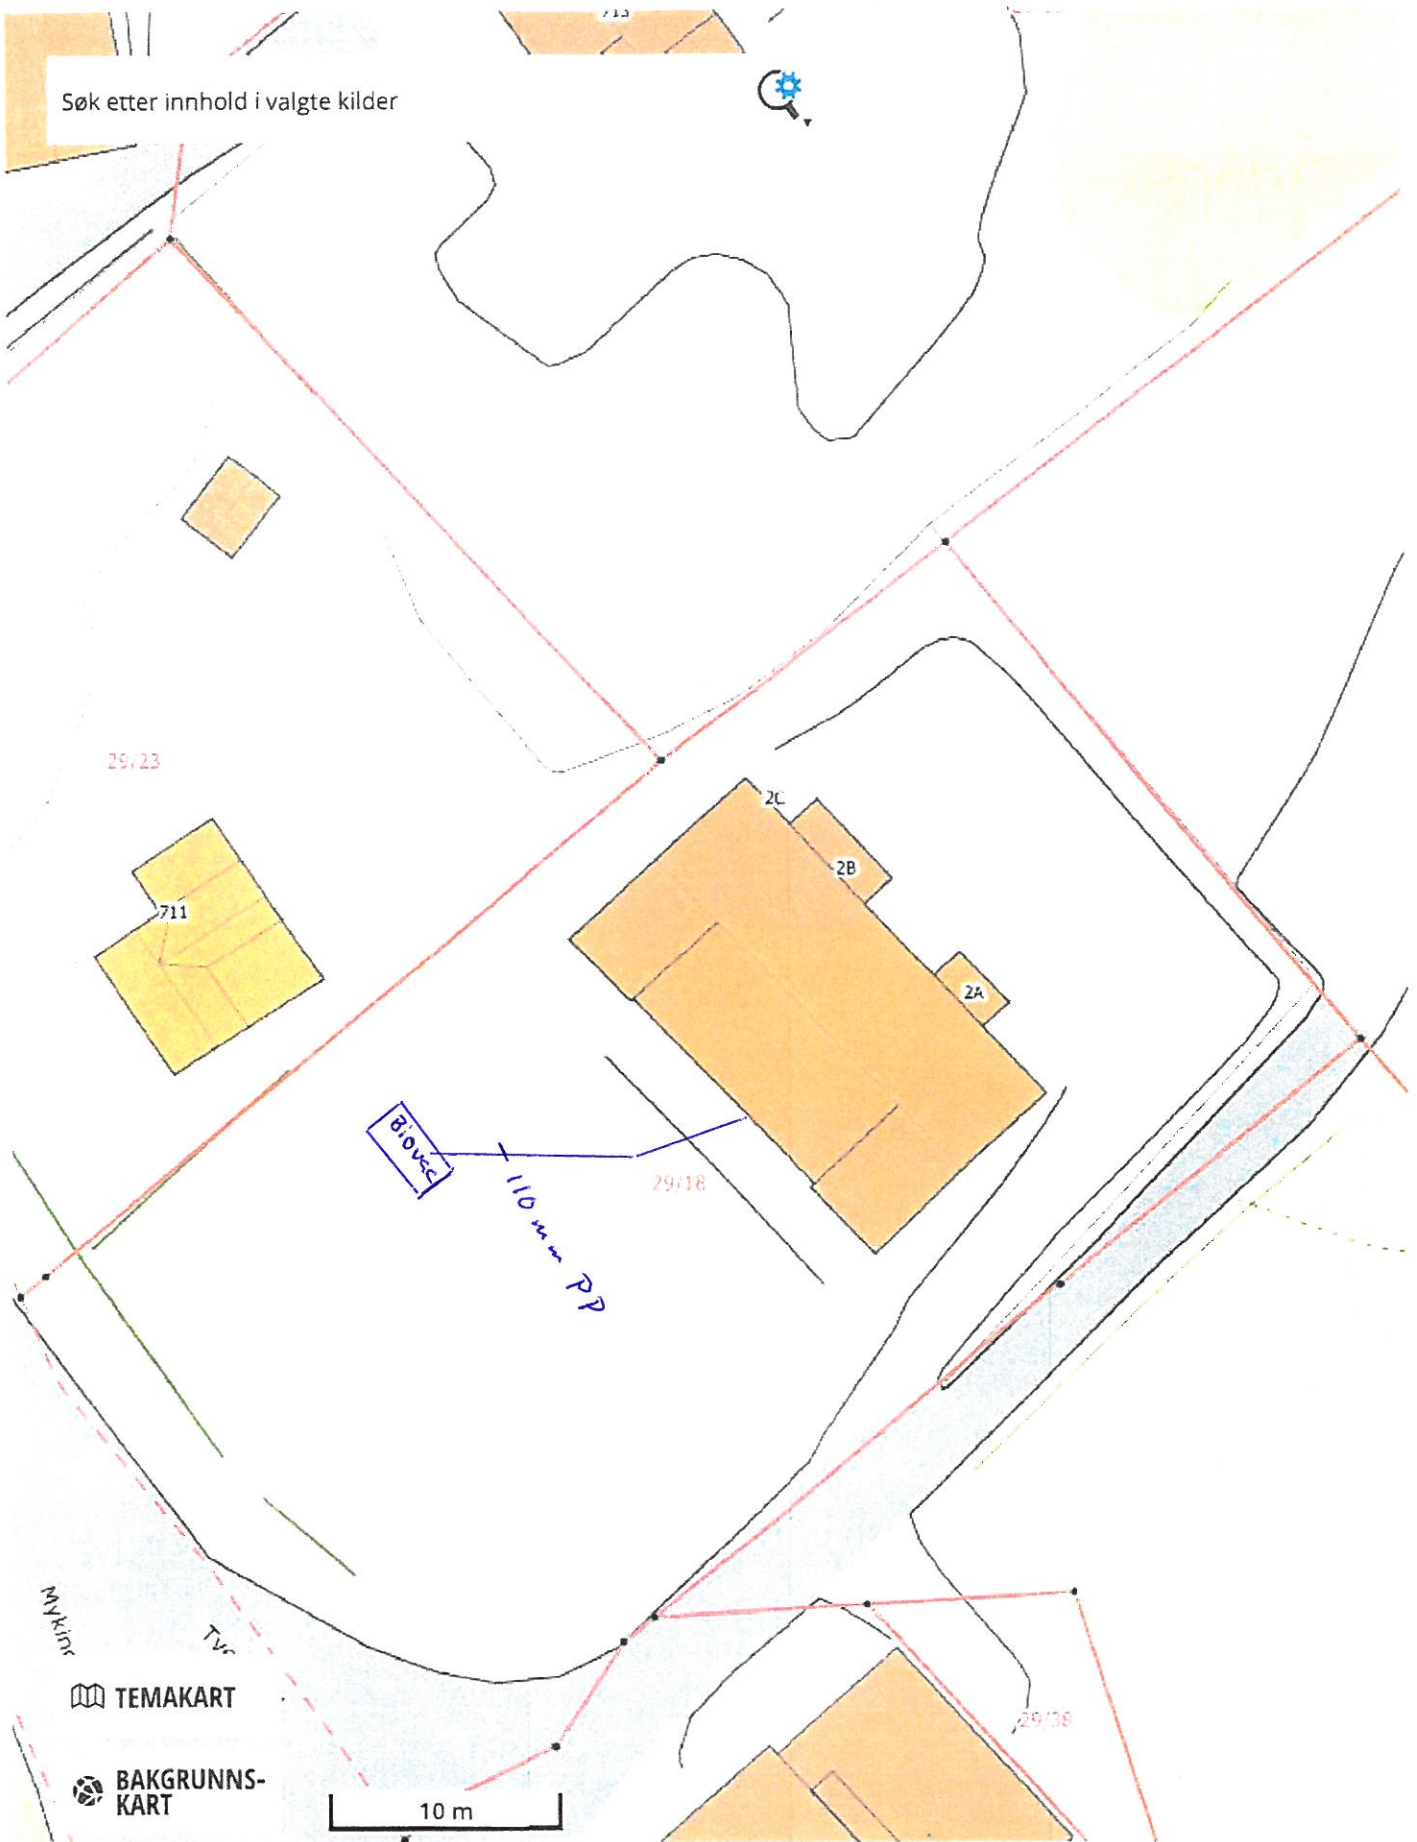 713
Søk etter innhold i valgte kilder
29/23
2C
2B
711
2A
Biovac
29/18
110 mm PP
29/38
TEMAKART
BAKGRUNNS-
KART
10 m